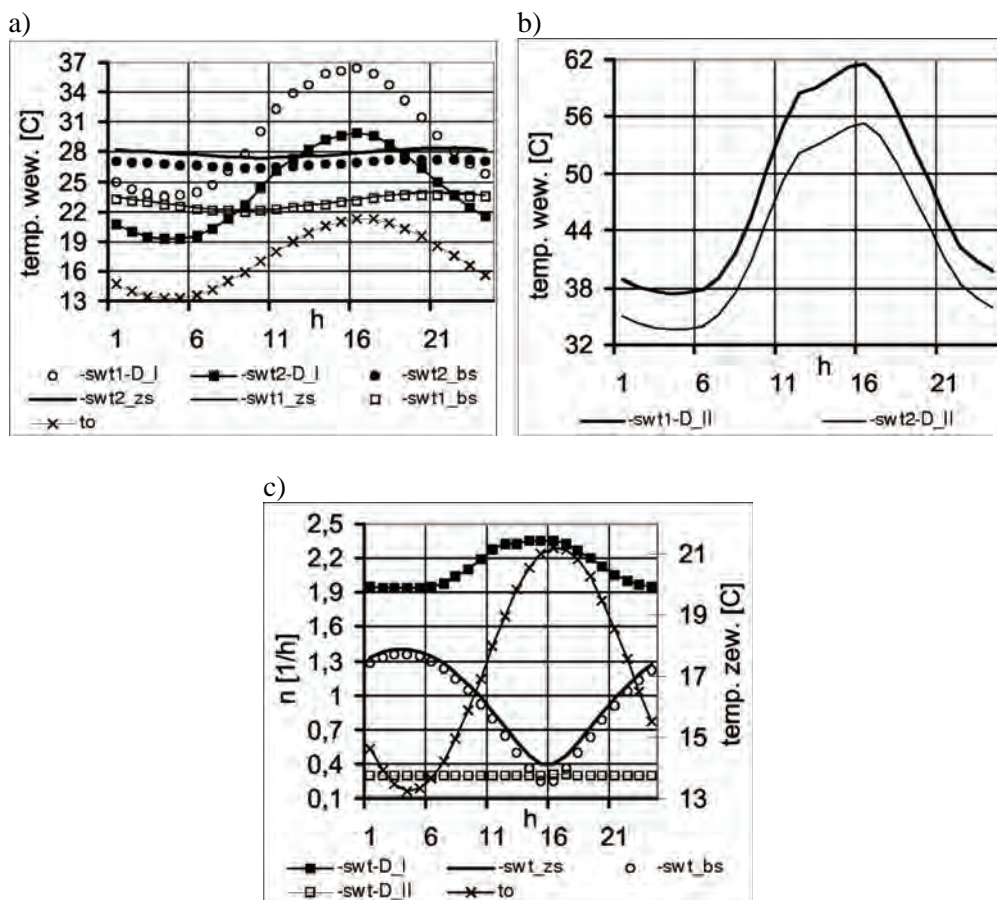 a)
37
34
31
28
25
22
19
16
13
temp. wew. [C]
1 6 11 16 21
h
-swt1-D_I -swt2-D_I -swt2_bs
-swt2_zs -swt1_zs -swt1_bs
to
b)
62
56
50
44
38
32
temp. wew. [C]
1 6 11 16 21
h
-swt1-D_II -swt2-D_II
c)
2,5
2,2
1,9
1,6
1,3
1
0,7
0,4
0,1
n [1/h]
21
19
17
15
13
temp. zew. [C]
1 6 11 16 21
h
-swt-D_I -swt_zs -swt_bs
-swt-D_II to